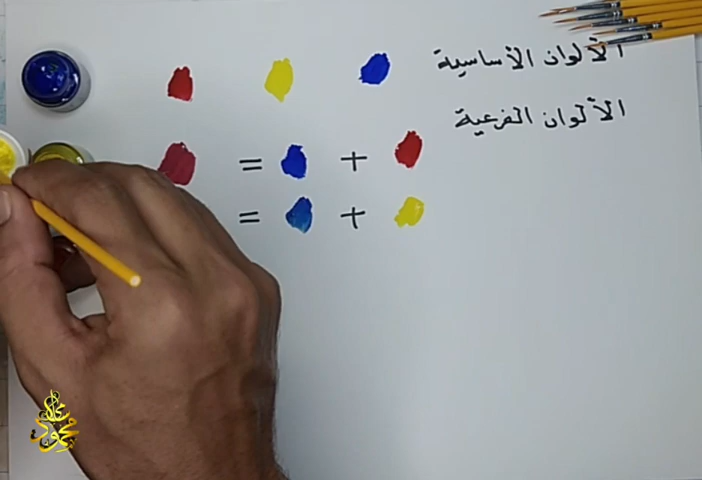 الألوان الأساسية
الألوان الفرعية
= +
= +